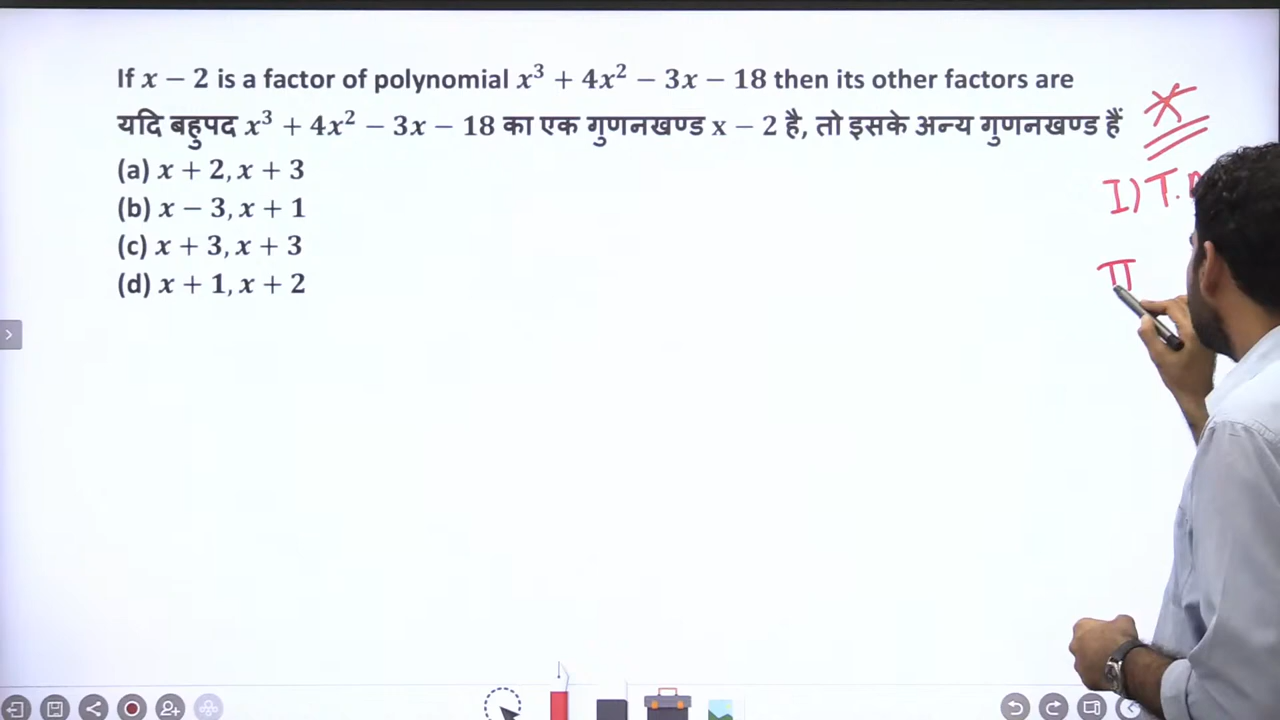 If x − 2 is a factor of polynomial x³ + 4x² − 3x − 18 then its other factors are
यदि बहुपद x³ + 4x² − 3x − 18 का एक गुणनखण्ड x − 2 है, तो इसके अन्य गुणनखण्ड हैं
(a) x + 2, x + 3
(b) x − 3, x + 1
(c) x + 3, x + 3
(d) x + 1, x + 2
I) T.
II